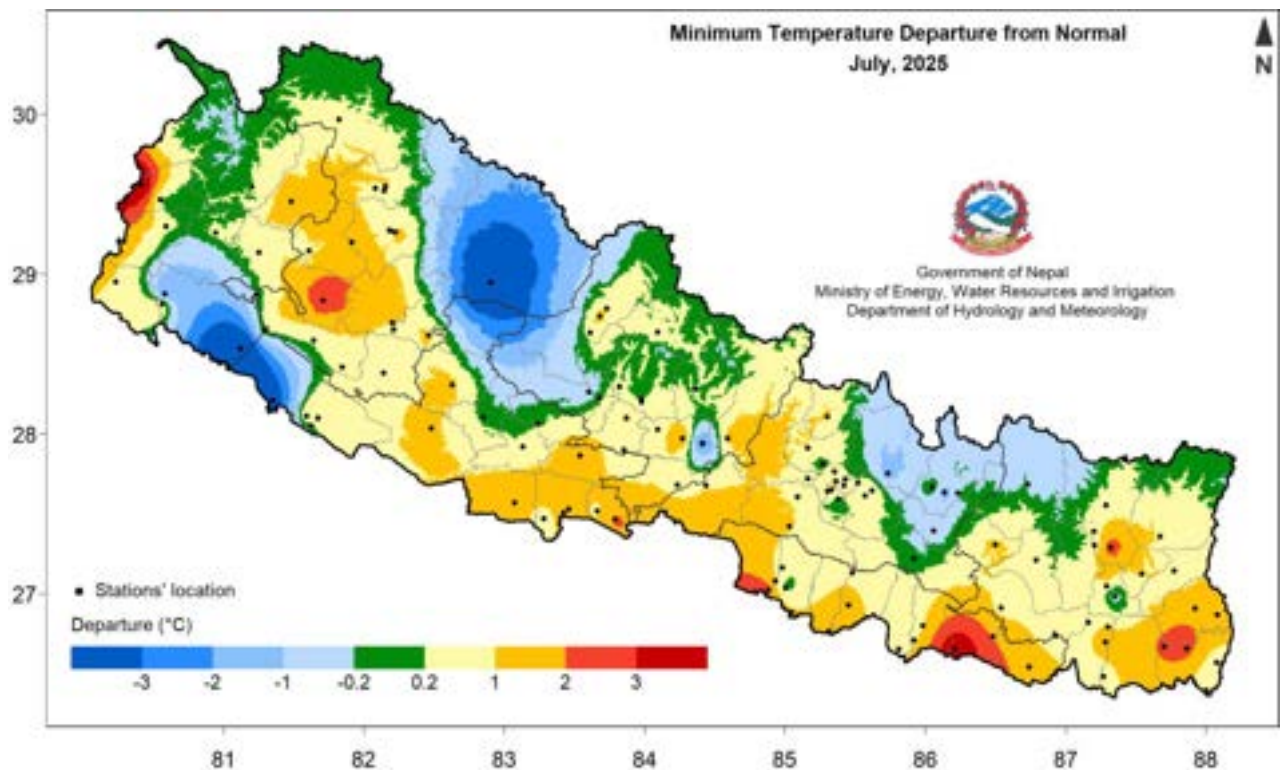 Minimum Temperature Departure from Normal
July, 2025
N
30
29
28
27
Government of Nepal
Ministry of Energy, Water Resources and Irrigation
Department of Hydrology and Meteorology
Stations' location
Departure (°C)
-3 -2 -1 -0.2 0.2 1 2 3
81 82 83 84 85 86 87 88